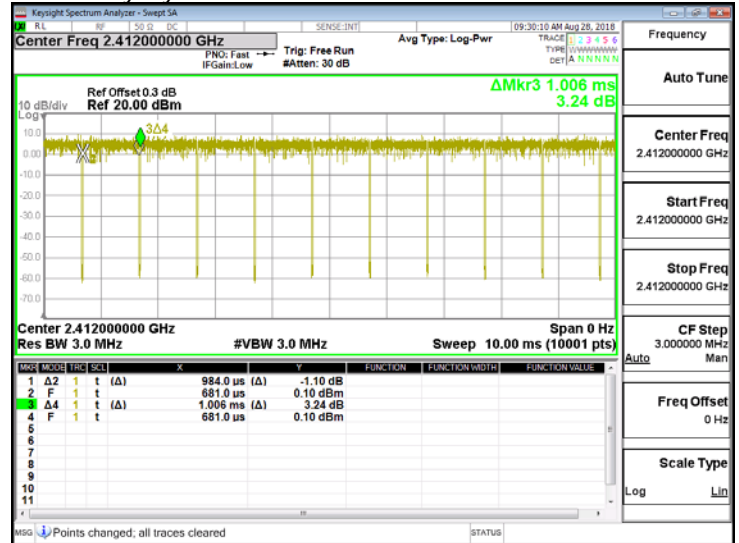 Keysight Spectrum Analyzer - Swept SA
RL RF 50 Ω DC SENSE:INT 09:30:10 AM Aug 28, 2018
Center Freq 2.412000000 GHz
PNO: Fast
IFGain:Low
Trig: Free Run
#Atten: 30 dB
Avg Type: Log-Pwr
TRACE 1 2 3 4 5 6
TYPE
DET A N N N N N
ΔMkr3 1.006 ms
3.24 dB
Ref Offset 0.3 dB
10 dB/div Ref 20.00 dBm
Log
10.0
0.00
-10.0
-20.0
-30.0
-40.0
-50.0
-60.0
-70.0
3Δ4
Center 2.412000000 GHz Span 0 Hz
Res BW 3.0 MHz #VBW 3.0 MHz Sweep 10.00 ms (10001 pts)
MKR MODE TRC SCL X Y FUNCTION FUNCTION WIDTH FUNCTION VALUE
1 Δ2 1 t (Δ) 984.0 µs (Δ) -1.10 dB
2 F 1 t 681.0 µs 0.10 dBm
3 Δ4 1 t (Δ) 1.006 ms (Δ) 3.24 dB
4 F 1 t 681.0 µs 0.10 dBm
5
6
7
8
9
10
11
MSG Points changed; all traces cleared STATUS
Frequency
Auto Tune
Center Freq
2.412000000 GHz
Start Freq
2.412000000 GHz
Stop Freq
2.412000000 GHz
CF Step
3.000000 MHz
Auto Man
Freq Offset
0 Hz
Scale Type
Log Lin